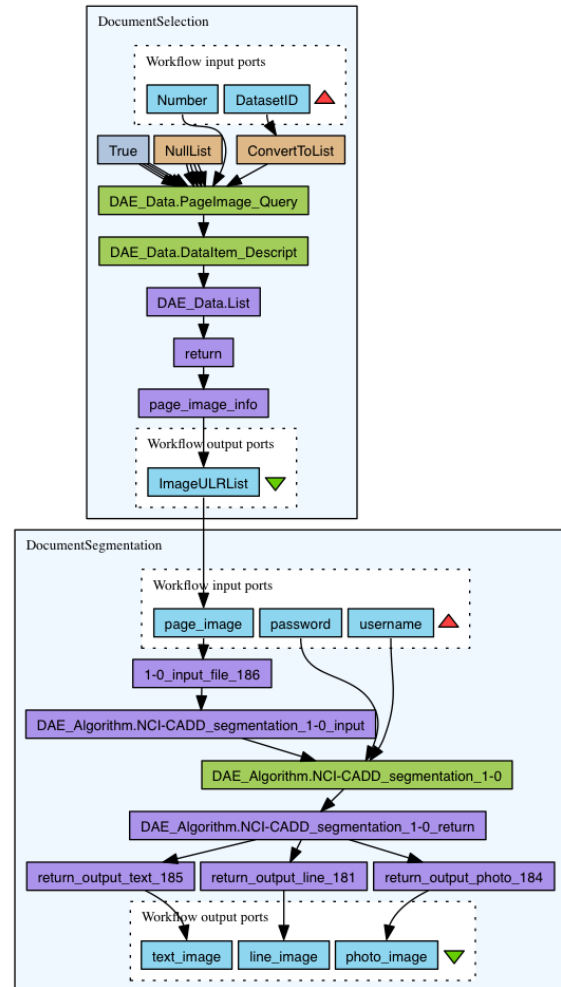 DocumentSelection
Workflow input ports
Number DatasetID
True NullList ConvertToList
DAE_Data.PageImage_Query
DAE_Data.DataItem_Descript
DAE_Data.List
return
page_image_info
Workflow output ports
ImageULRList
DocumentSegmentation
Workflow input ports
page_image password username
1-0_input_file_186
DAE_Algorithm.NCI-CADD_segmentation_1-0_input
DAE_Algorithm.NCI-CADD_segmentation_1-0
DAE_Algorithm.NCI-CADD_segmentation_1-0_return
return_output_text_185 return_output_line_181 return_output_photo_184
Workflow output ports
text_image line_image photo_image